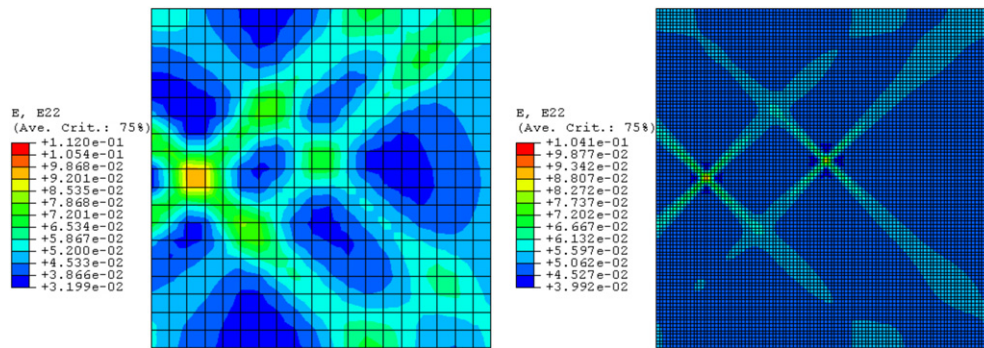 E, E22
(Ave. Crit.: 75%)
+1.120e-01
+1.054e-01
+9.868e-02
+9.201e-02
+8.535e-02
+7.868e-02
+7.201e-02
+6.534e-02
+5.867e-02
+5.200e-02
+4.533e-02
+3.866e-02
+3.199e-02
E, E22
(Ave. Crit.: 75%)
+1.041e-01
+9.877e-02
+9.342e-02
+8.807e-02
+8.272e-02
+7.737e-02
+7.202e-02
+6.667e-02
+6.132e-02
+5.597e-02
+5.062e-02
+4.527e-02
+3.992e-02